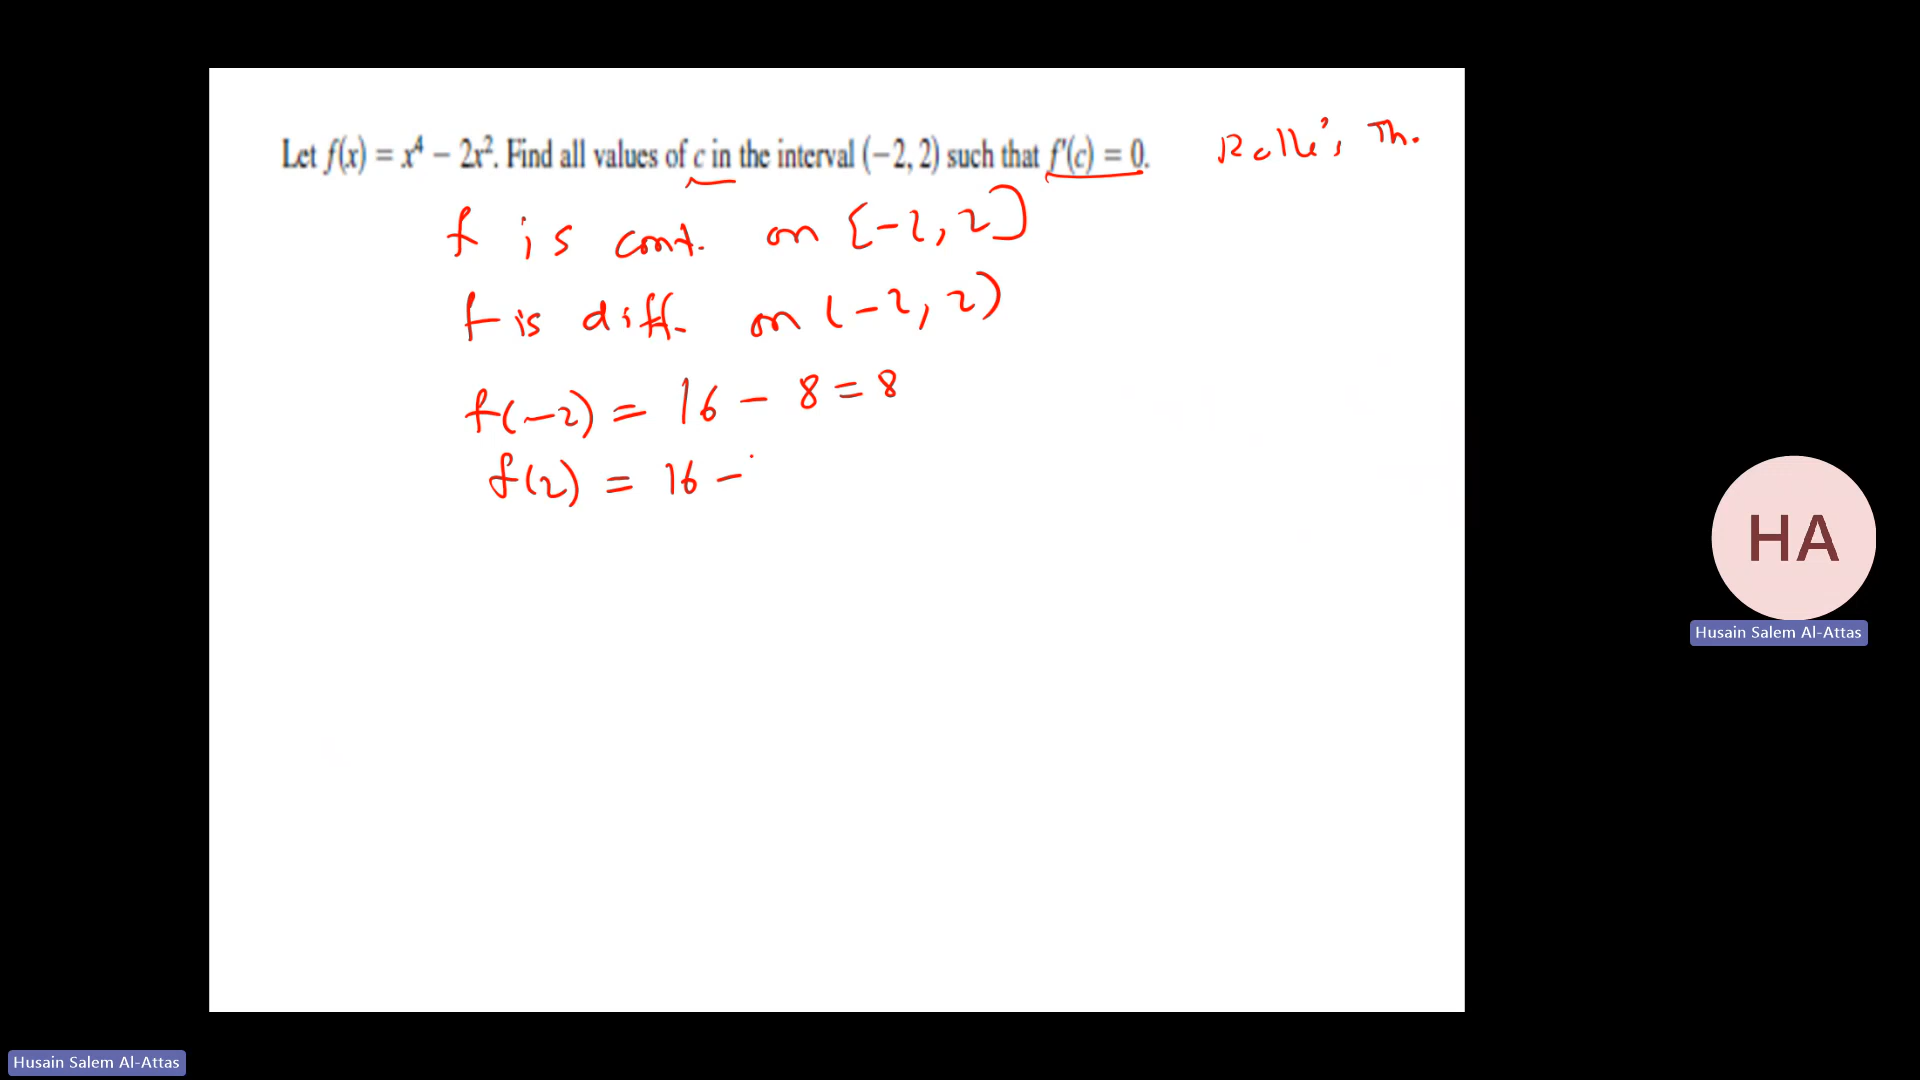 Let f(x) = x⁴ − 2x². Find all values of c in the interval (−2, 2) such that f′(c) = 0.
Rolle's Th.
f is cont. on [-2, 2]
f is diff. on (-2, 2)
f(-2) = 16 - 8 = 8
f(2) = 16 -
HA
Husain Salem Al-Attas
Husain Salem Al-Attas